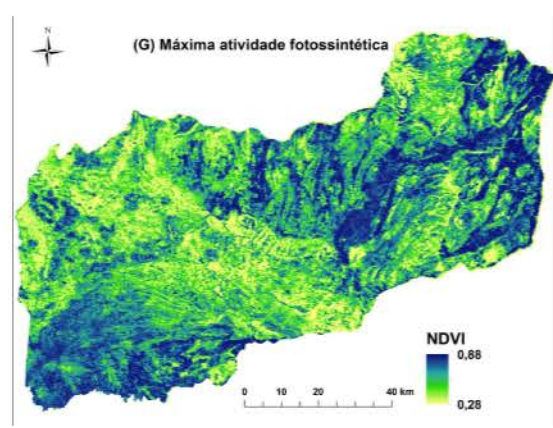 N
(G) Máxima atividade fotossintética
NDVI
0,88
0,28
0 10 20 40 km